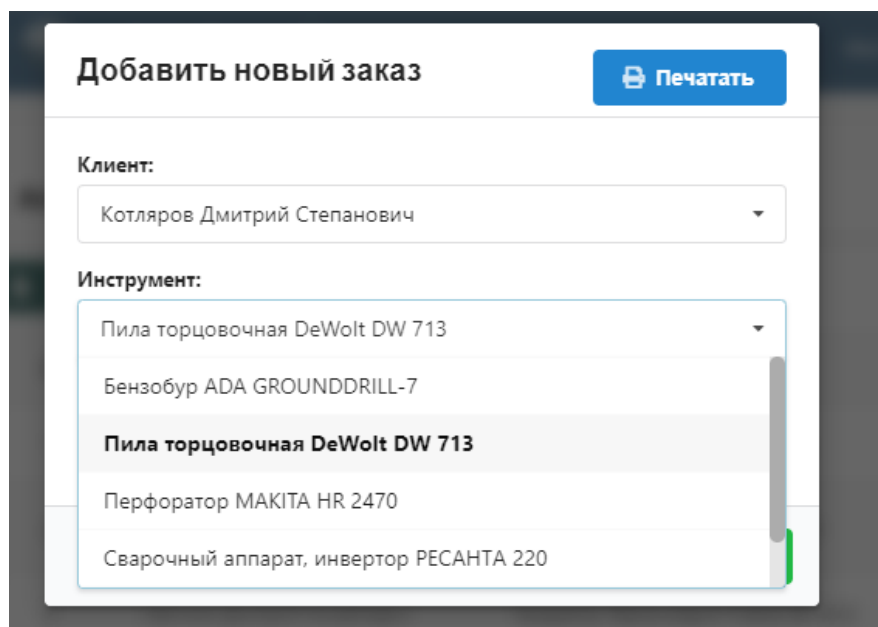 Добавить новый заказ
Печатать
Клиент:
Котляров Дмитрий Степанович
Инструмент:
Пила торцовочная DeWolt DW 713
Бензобур ADA GROUNDDRILL-7
Пила торцовочная DeWolt DW 713
Перфоратор MAKITA HR 2470
Сварочный аппарат, инвертор РЕСАНТА 220